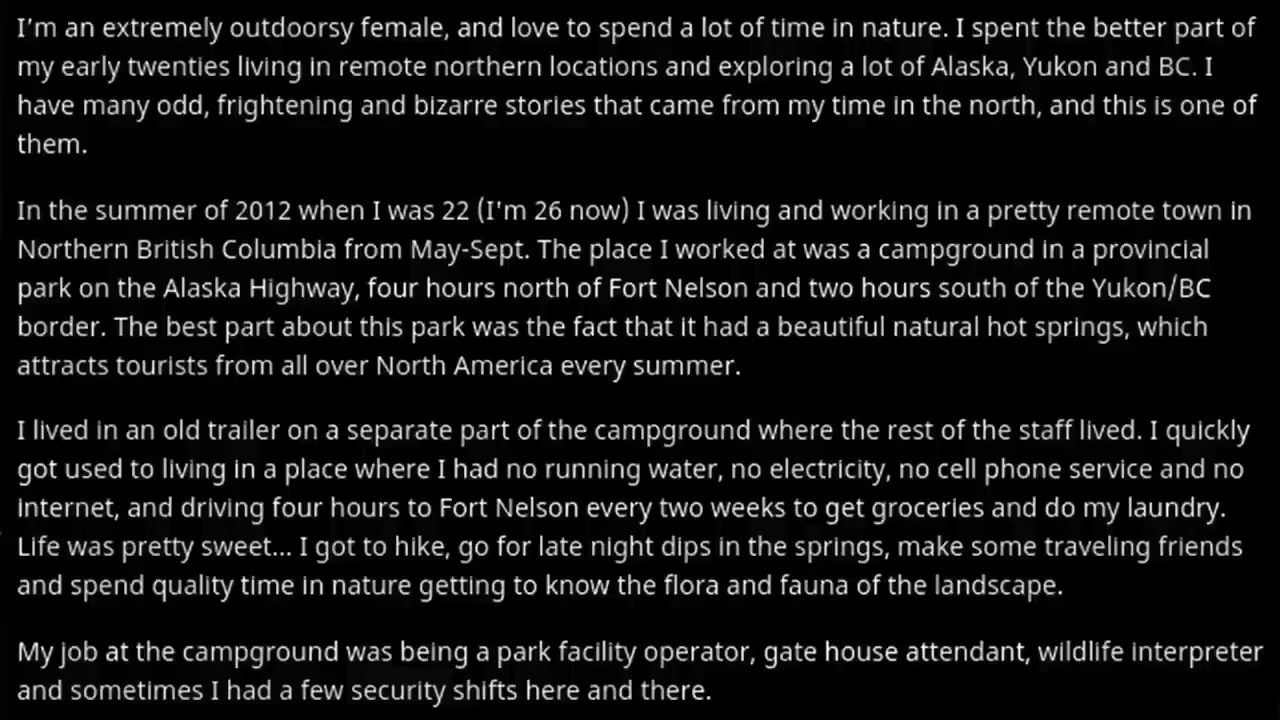 I'm an extremely outdoorsy female, and love to spend a lot of time in nature. I spent the better part of
my early twenties living in remote northern locations and exploring a lot of Alaska, Yukon and BC. I
have many odd, frightening and bizarre stories that came from my time in the north, and this is one of
them.
In the summer of 2012 when I was 22 (I'm 26 now) I was living and working in a pretty remote town in
Northern British Columbia from May-Sept. The place I worked at was a campground in a provincial
park on the Alaska Highway, four hours north of Fort Nelson and two hours south of the Yukon/BC
border. The best part about this park was the fact that it had a beautiful natural hot springs, which
attracts tourists from all over North America every summer.
I lived in an old trailer on a separate part of the campground where the rest of the staff lived. I quickly
got used to living in a place where I had no running water, no electricity, no cell phone service and no
internet, and driving four hours to Fort Nelson every two weeks to get groceries and do my laundry.
Life was pretty sweet... I got to hike, go for late night dips in the springs, make some traveling friends
and spend quality time in nature getting to know the flora and fauna of the landscape.
My job at the campground was being a park facility operator, gate house attendant, wildlife interpreter
and sometimes I had a few security shifts here and there.